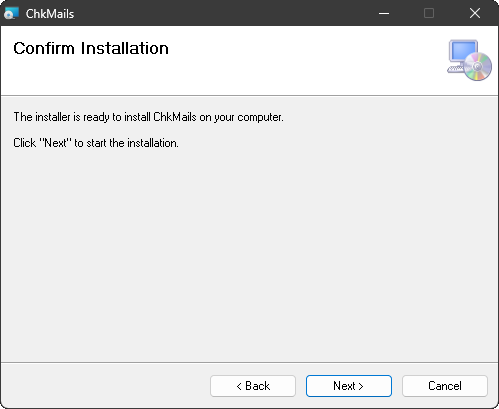 ChkMails
Confirm Installation
The installer is ready to install ChkMails on your computer.
Click "Next" to start the installation.
< Back
Next >
Cancel